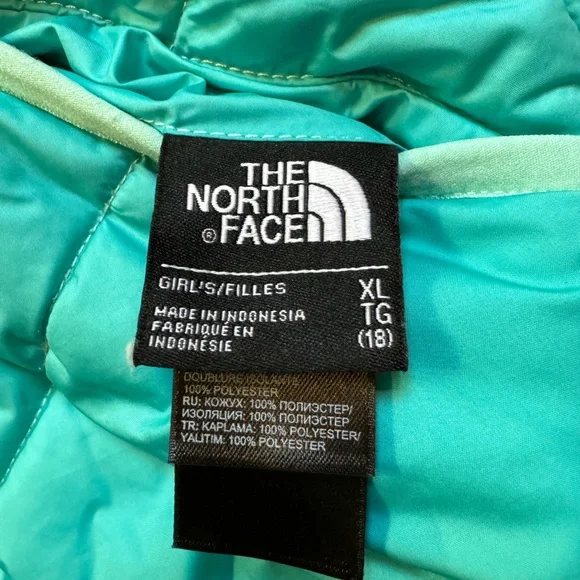 THE
NORTH
® FACE
GIRL'S/FILLES XL
MADE IN INDONESIA TG
FABRIQUÉ EN (18)
INDONÉSIE
DOUBLURE ISOLANTE
100% POLYESTER
RU: КОЖУХ: 100% ПОЛИЭСТЕР/
ИЗОЛЯЦИЯ: 100% ПОЛИЭСТЕР
TR: KAPLAMA: 100% POLYESTER/
YALITIM: 100% POLYESTER